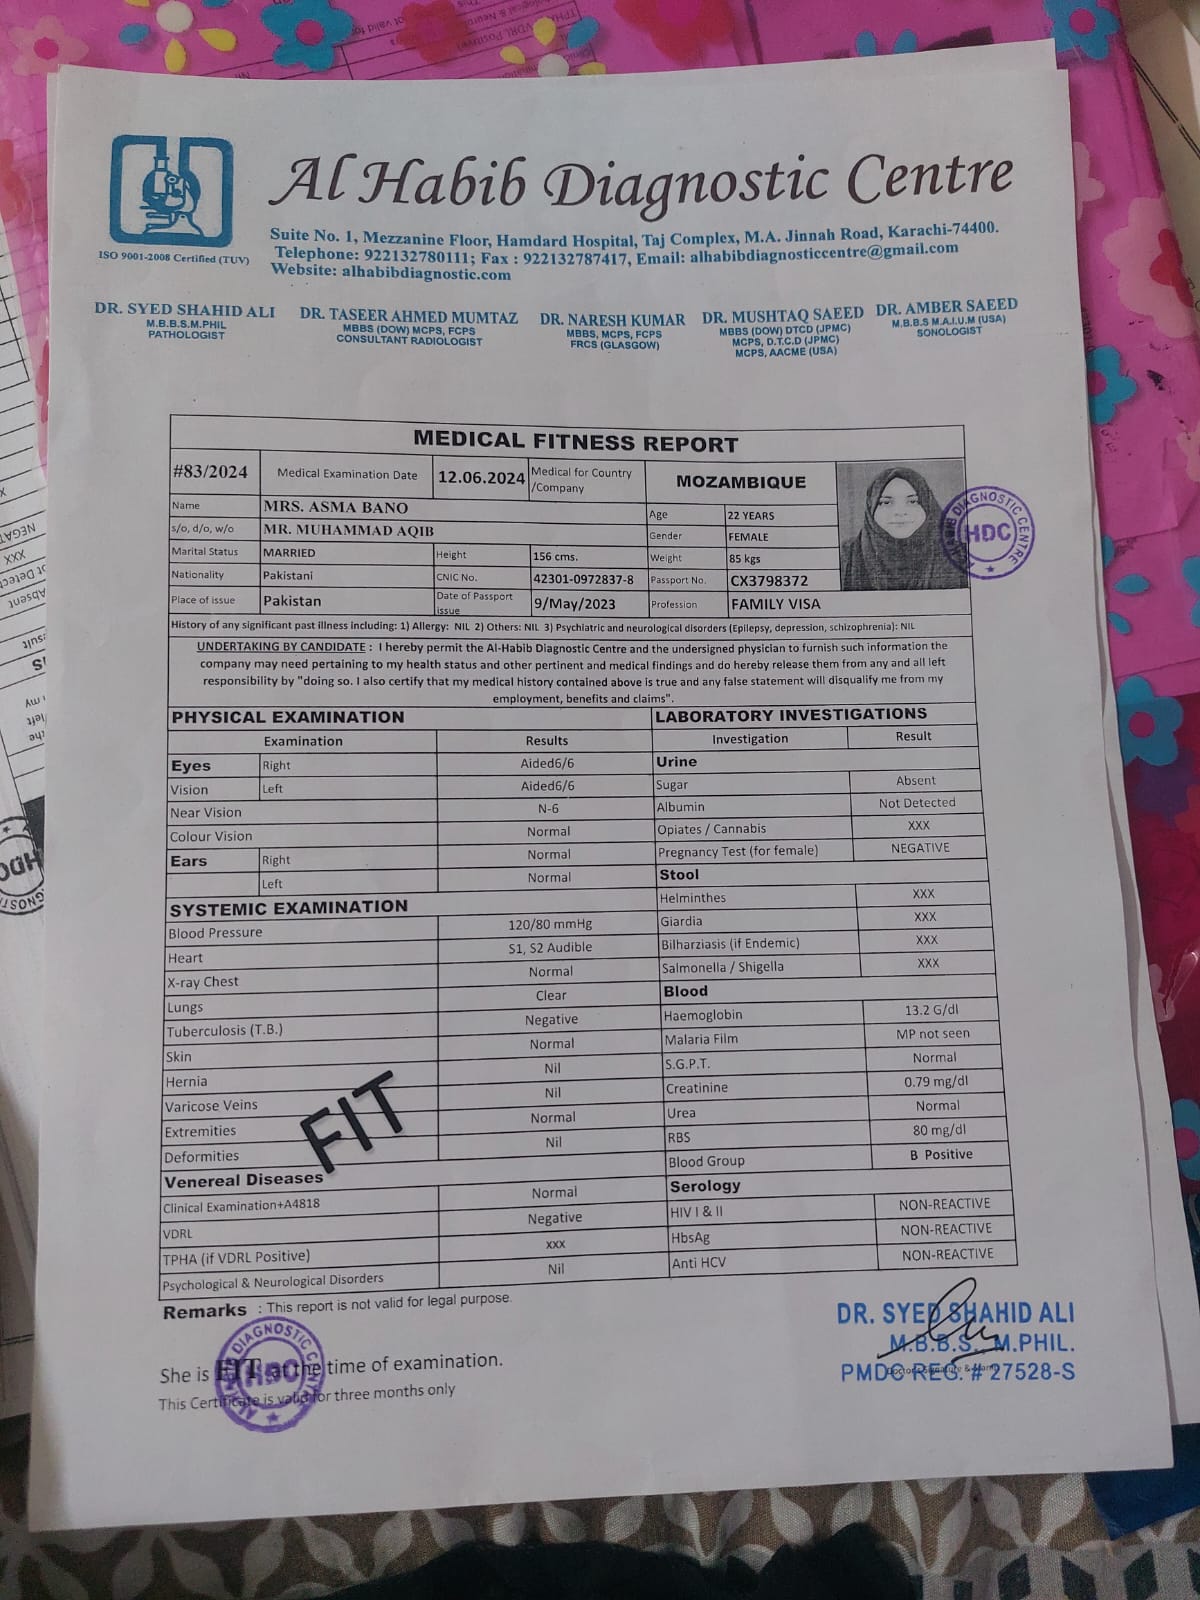 Al Habib Diagnostic Centre
Suite No. 1, Mezzanine Floor, Hamdard Hospital, Taj Complex, M.A. Jinnah Road, Karachi-74400.
Telephone: 922132780111; Fax : 922132787417, Email: alhabibdiagnosticcentre@gmail.com
Website: alhabibdiagnostic.com
ISO 9001-2008 Certified (TUV)
DR. SYED SHAHID ALI
M.B.B.S.M.PHIL
PATHOLOGIST
DR. TASEER AHMED MUMTAZ
MBBS (DOW) MCPS, FCPS
CONSULTANT RADIOLOGIST
DR. NARESH KUMAR
MBBS, MCPS, FCPS
FRCS (GLASGOW)
DR. MUSHTAQ SAEED
MBBS (DOW) DTCD (JPMC)
MCPS, D.T.C.D (JPMC)
MCPS, AACME (USA)
DR. AMBER SAEED
M.B.B.S M.A.I.U.M (USA)
SONOLOGIST
MEDICAL FITNESS REPORT
#83/2024 Medical Examination Date 12.06.2024 Medical for Country /Company MOZAMBIQUE
Name MRS. ASMA BANO Age 22 YEARS
s/o, d/o, w/o MR. MUHAMMAD AQIB Gender FEMALE
Marital Status MARRIED Height 156 cms. Weight 85 kgs
Nationality Pakistani CNIC No. 42301-0972837-8 Passport No. CX3798372
Place of issue Pakistan Date of Passport issue 9/May/2023 Profession FAMILY VISA
HDC
DIAGNOSTIC CENTRE
History of any significant past illness including: 1) Allergy: NIL 2) Others: NIL 3) Psychiatric and neurological disorders (Epilepsy, depression, schizophrenia): NIL
UNDERTAKING BY CANDIDATE : I hereby permit the Al-Habib Diagnostic Centre and the undersigned physician to furnish such information the
company may need pertaining to my health status and other pertinent and medical findings and do hereby release them from any and all left
responsibility by "doing so. I also certify that my medical history contained above is true and any false statement will disqualify me from my
employment, benefits and claims".
PHYSICAL EXAMINATION
Examination Results
Eyes Right Aided6/6
Vision Left Aided6/6
Near Vision N-6
Colour Vision Normal
Ears Right Normal
Left Normal
SYSTEMIC EXAMINATION
Blood Pressure 120/80 mmHg
Heart S1, S2 Audible
X-ray Chest Normal
Lungs Clear
Tuberculosis (T.B.) Negative
Skin Normal
Hernia Nil
Varicose Veins Nil
Extremities Normal
Deformities Nil
FIT
Venereal Diseases
Clinical Examination+A4818 Normal
VDRL Negative
TPHA (if VDRL Positive) xxx
Psychological & Neurological Disorders Nil
LABORATORY INVESTIGATIONS
Investigation Result
Urine
Sugar Absent
Albumin Not Detected
Opiates / Cannabis XXX
Pregnancy Test (for female) NEGATIVE
Stool
Helminthes XXX
Giardia XXX
Bilharziasis (if Endemic) XXX
Salmonella / Shigella XXX
Blood
Haemoglobin 13.2 G/dl
Malaria Film MP not seen
S.G.P.T. Normal
Creatinine 0.79 mg/dl
Urea Normal
RBS 80 mg/dl
Blood Group B Positive
Serology
HIV I & II NON-REACTIVE
HbsAg NON-REACTIVE
Anti HCV NON-REACTIVE
Remarks : This report is not valid for legal purpose.
She is FIT at the time of examination.
This Certificate is valid for three months only
DIAGNOSTIC
HDC
DR. SYED SHAHID ALI
M.B.B.S., M.PHIL.
PMDC REG. # 27528-S